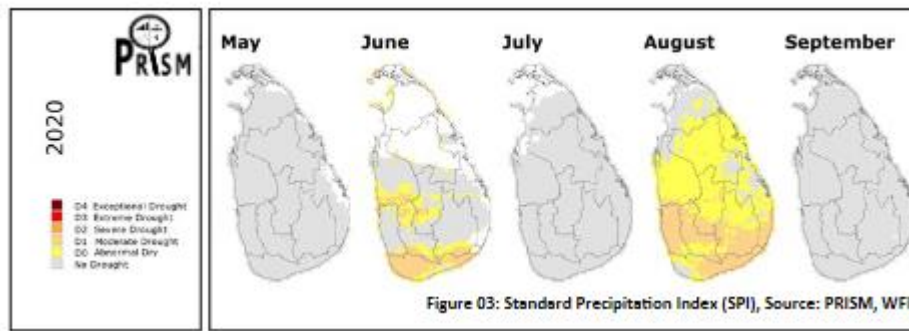 PRISM
2020
D4 Exceptional Drought
D3 Extreme Drought
D2 Severe Drought
D1 Moderate Drought
D0 Abnormal Dry
No Drought
May June July August September
Figure 03: Standard Precipitation Index (SPI), Source: PRISM, WF